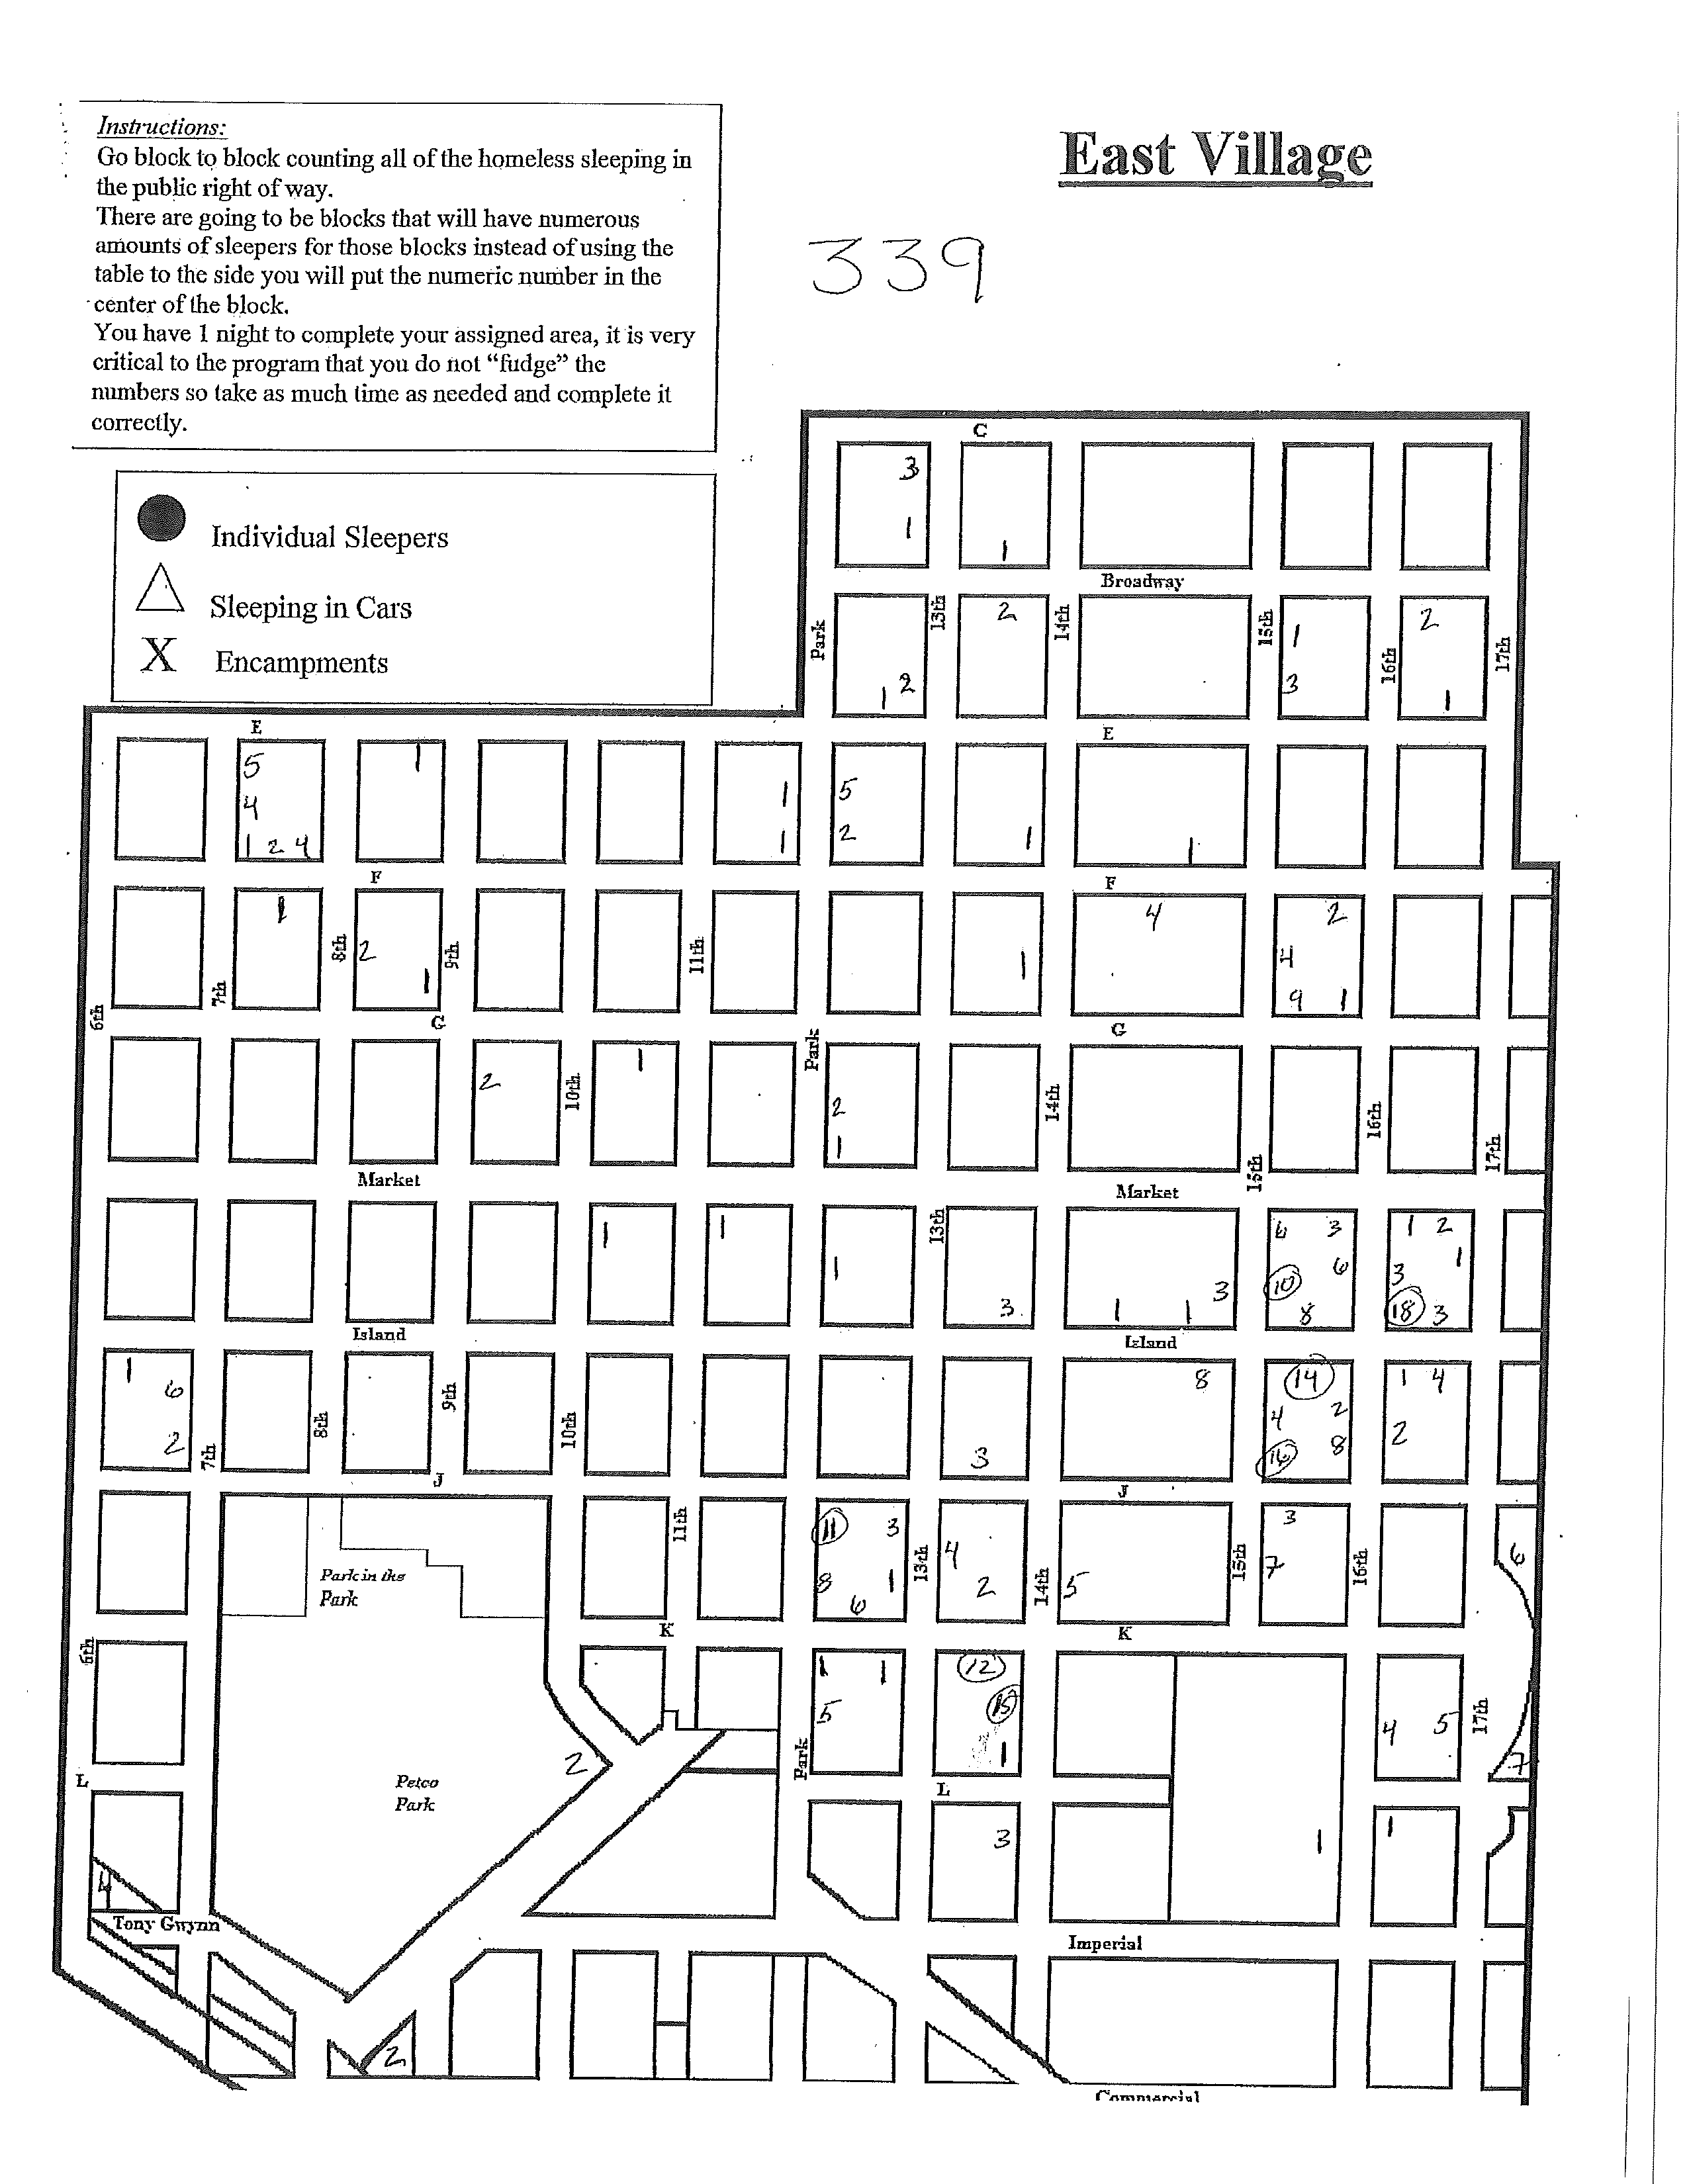 Instructions:
Go block to block counting all of the homeless sleeping in
the public right of way.
There are going to be blocks that will have numerous
amounts of sleepers for those blocks instead of using the
table to the side you will put the numeric number in the
center of the block.
You have 1 night to complete your assigned area, it is very
critical to the program that you do not “fudge” the
numbers so take as much time as needed and complete it
correctly.
East Village
339
Individual Sleepers
Sleeping in Cars
X Encampments
C
3
1
1
Broadway
Park
13th
14th
15th
16th
17th
2
1
2
3
1 2
1
E
E
5
1
4
1
5
1 2 4
1
2
1
1
F
F
1
4
2
8th
2
9th
11th
1
4
7th
1
9 1
6th
G
G
Park
1
2
10th
2
14th
16th
1
17th
15th
Market
Market
13th
1
1
6 3
1 2
1
6
1
10
3
3
1
1
3
8
18 3
Island
Island
1
6
8
14
1 4
9th
4
2
8th
10th
2
2
7th
3
16
8
J
J
11th
11
3
13th
4
14th
15th
3
16th
7
6
8
1
2
5
6
Park in the
Park
6th
K
K
1
1
12
5
15
1
4 5
17th
7
2
Park
L
L
Petco
Park
3
1
1
4
Tony Gwynn
Imperial
2
Commercial